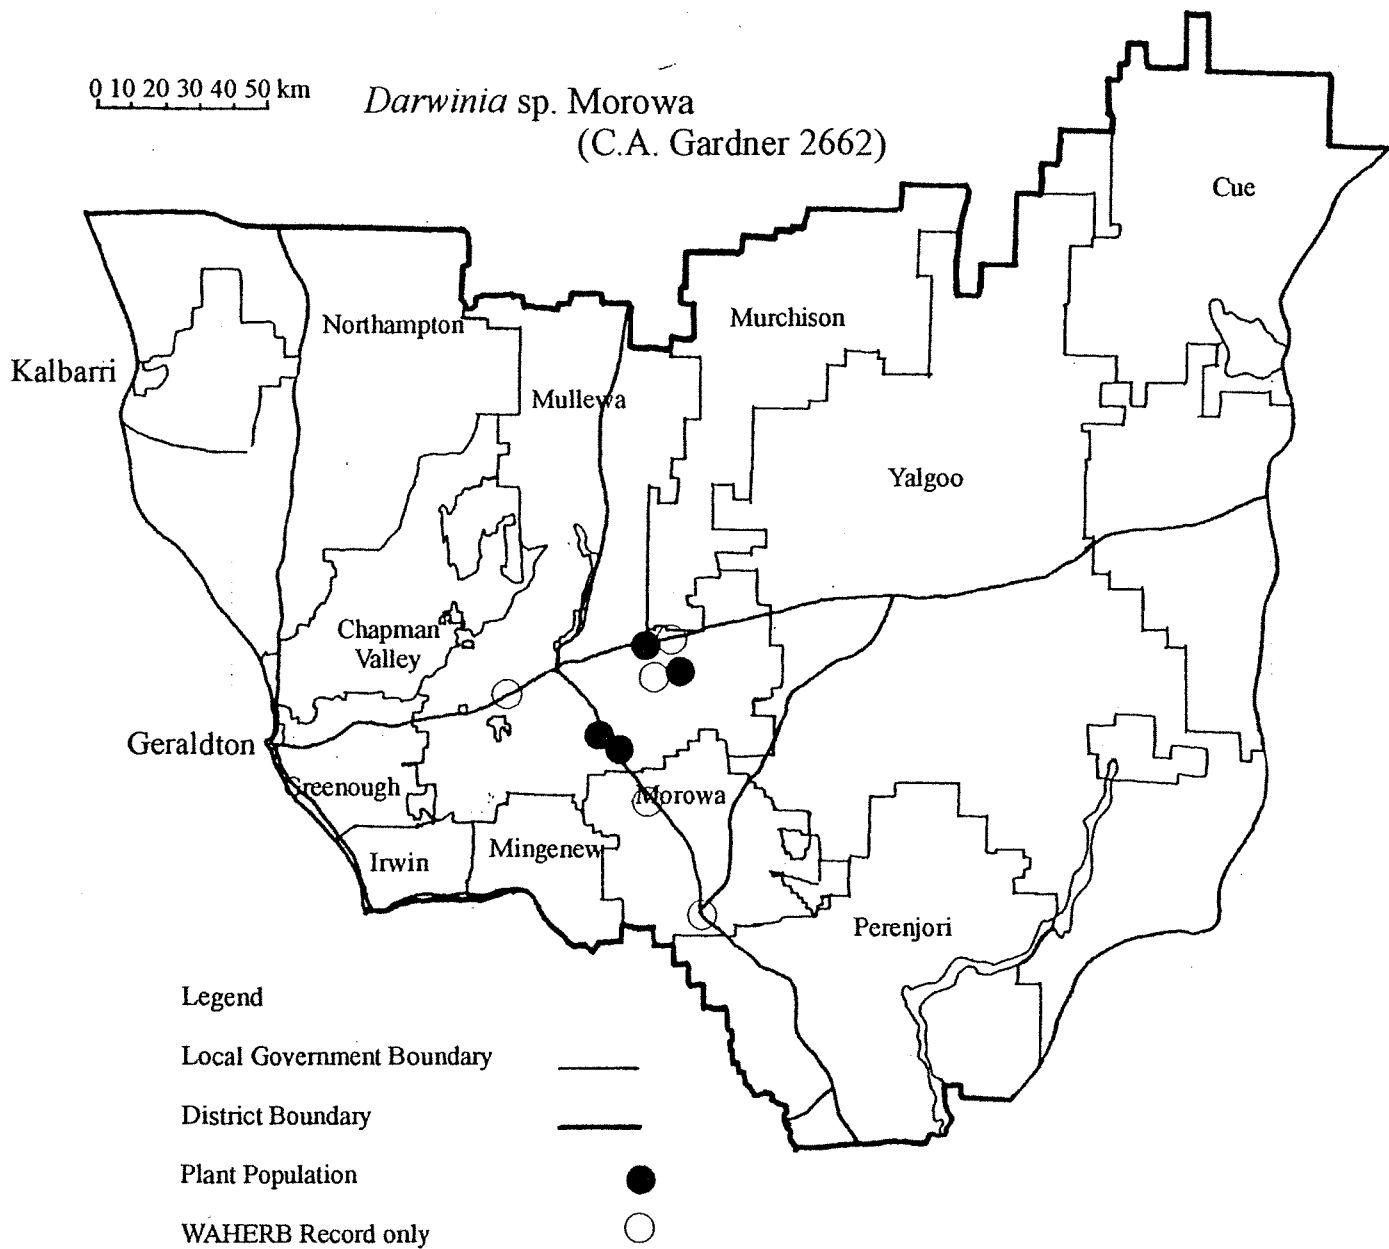 0 10 20 30 40 50 km
Darwinia sp. Morowa
(C.A. Gardner 2662)
Cue
Northampton
Murchison
Kalbarri
Mullewa
Yalgoo
Chapman
Valley
Geraldton
Greenough
Morowa
Irwin
Mingenew
Perenjori
Legend
Local Government Boundary
District Boundary
Plant Population
WAHERB Record only